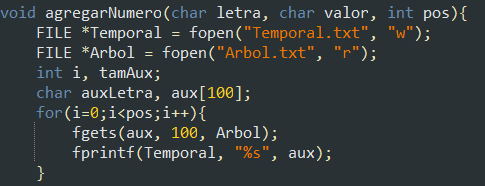 void agregarNumero(char letra, char valor, int pos){
FILE *Temporal = fopen("Temporal.txt", "w");
FILE *Arbol = fopen("Arbol.txt", "r");
int i, tamAux;
char auxLetra, aux[100];
for(i=0;i<pos;i++){
fgets(aux, 100, Arbol);
fprintf(Temporal, "%s", aux);
}